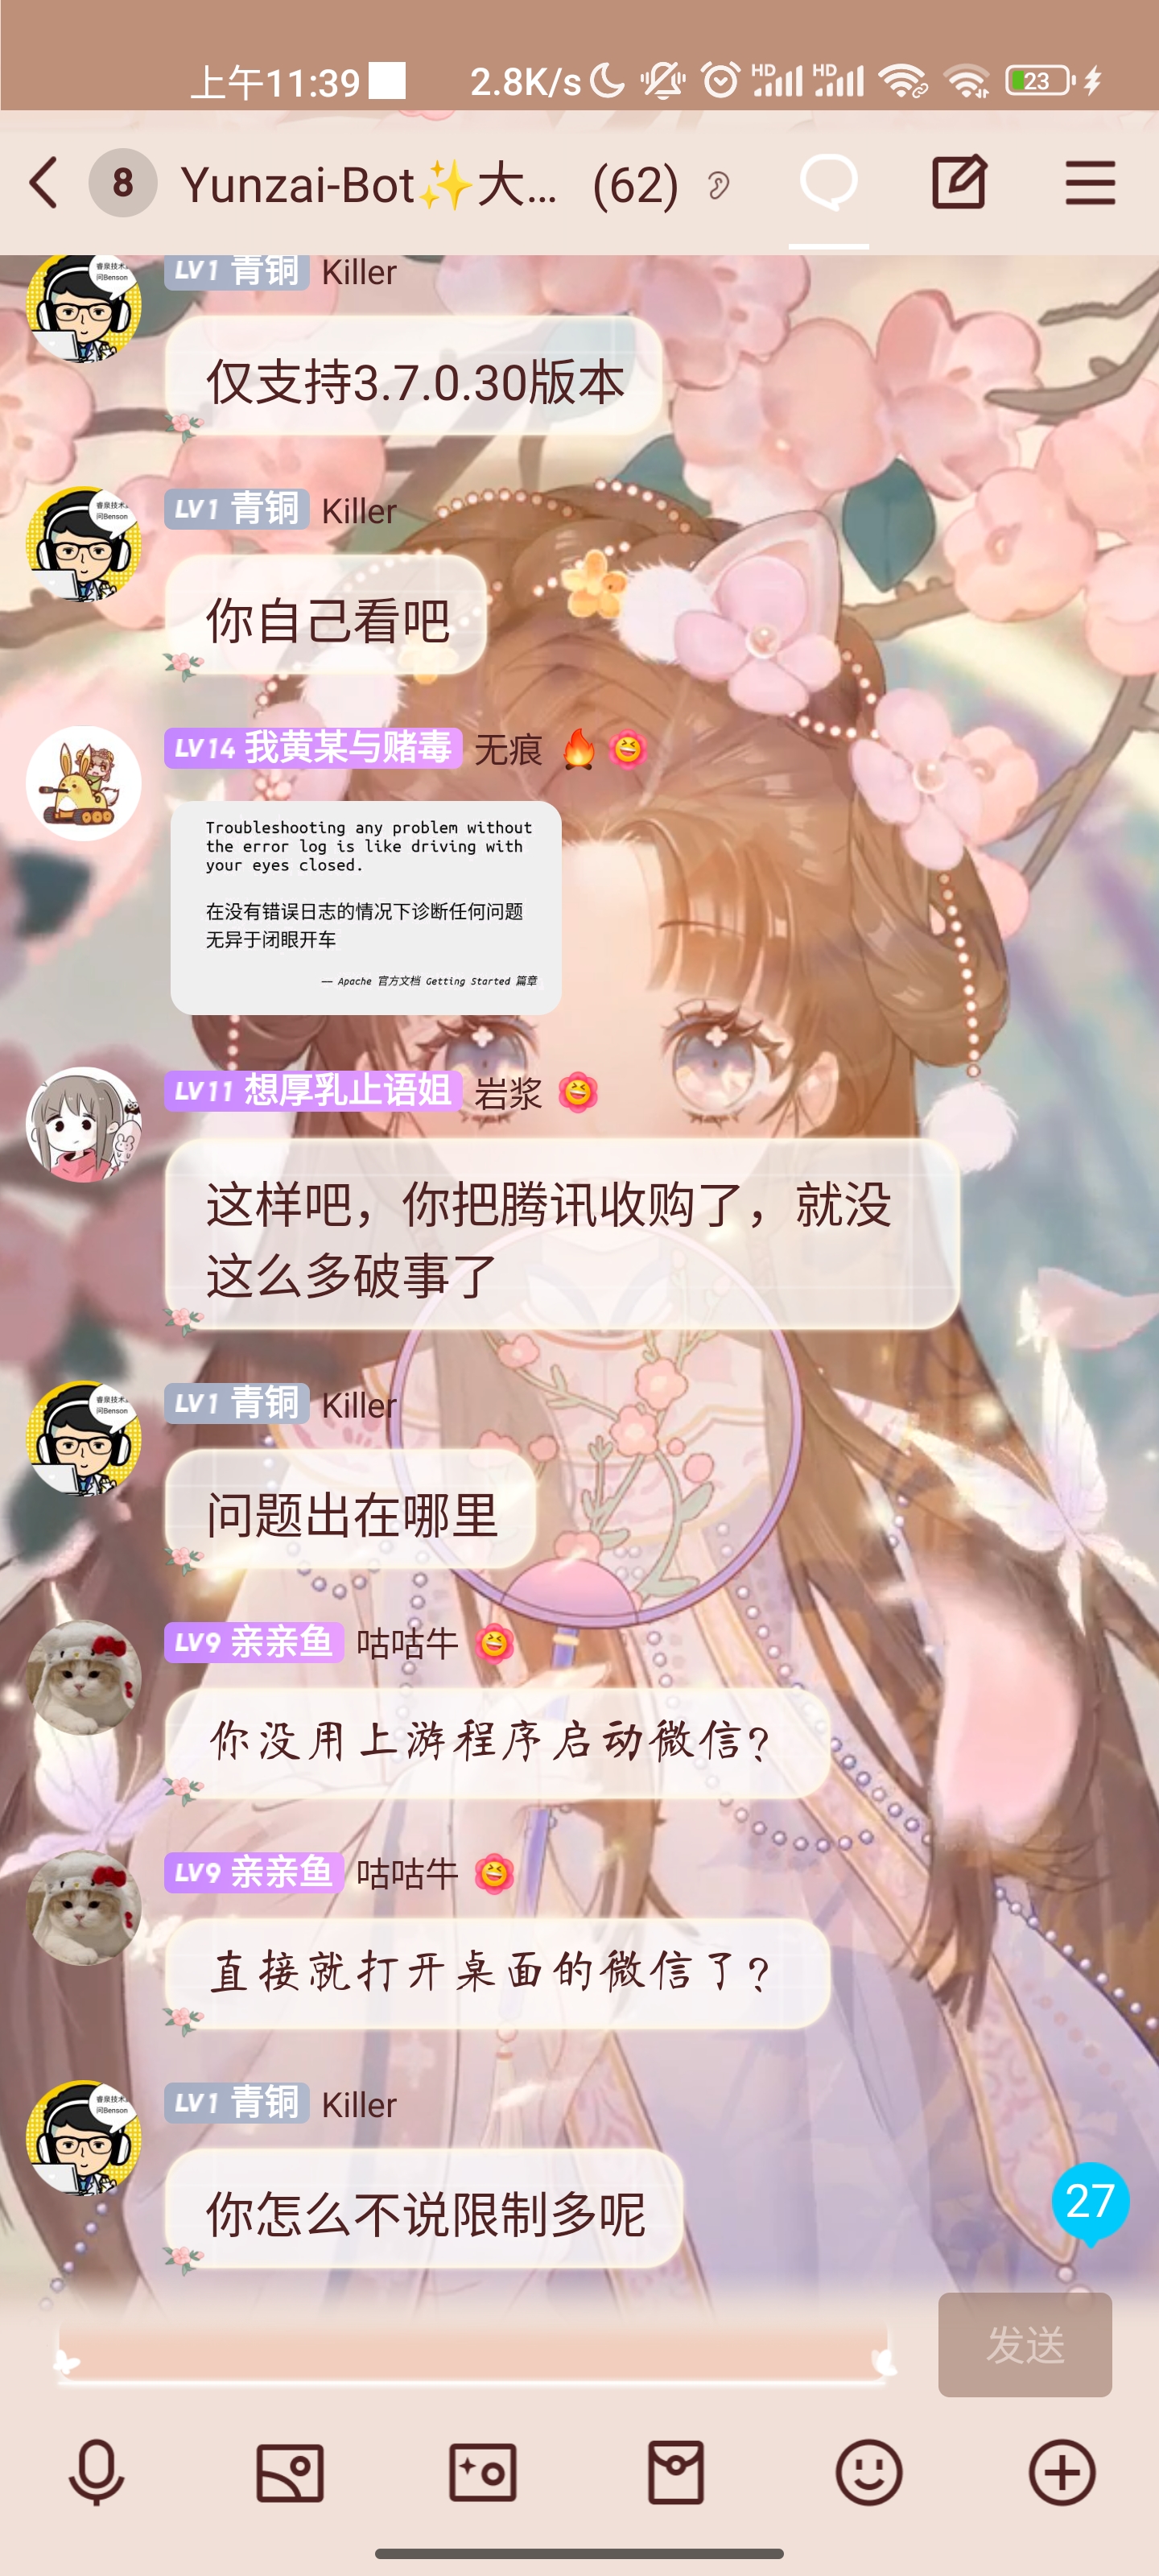 上午11:39
2.8K/s
HD
HD
23
8
Yunzai-Bot✨大... (62)
LV1 青铜 Killer
仅支持3.7.0.30版本
LV1 青铜 Killer
你自己看吧
LV14 我黄某与赌毒 无痕
Troubleshooting any problem without
the error log is like driving with
your eyes closed.
在没有错误日志的情况下诊断任何问题
无异于闭眼开车
—— Apache 官方文档 Getting Started 篇章
LV11 想厚乳止语姐 岩浆
这样吧，你把腾讯收购了，就没
这么多破事了
LV1 青铜 Killer
问题出在哪里
LV9 亲亲鱼 咕咕牛
你没用上游程序启动微信？
LV9 亲亲鱼 咕咕牛
直接就打开桌面的微信了？
LV1 青铜 Killer
你怎么不说限制多呢
27
发送